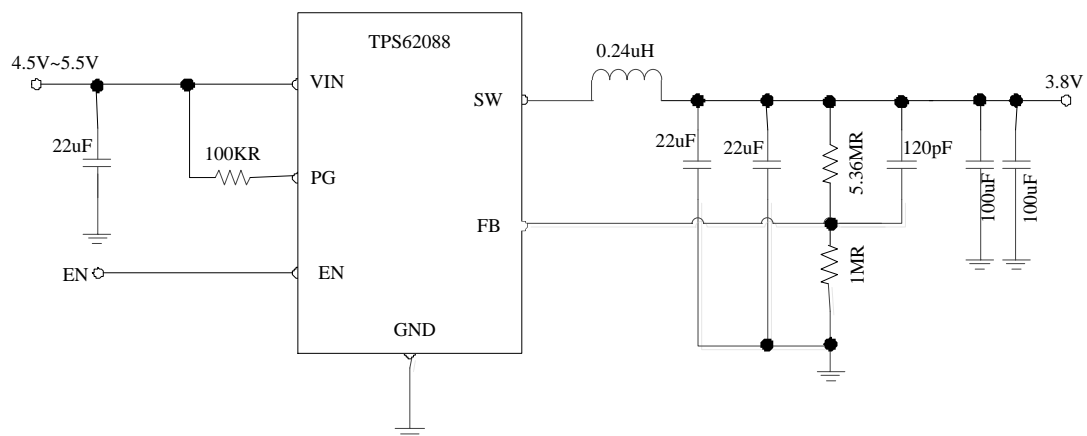 TPS62088
4.5V~5.5V
0.24uH
VIN
SW
3.8V
22uF
100KR
PG
22uF
22uF
5.36MR
120pF
100uF
100uF
FB
EN
EN
1MR
GND